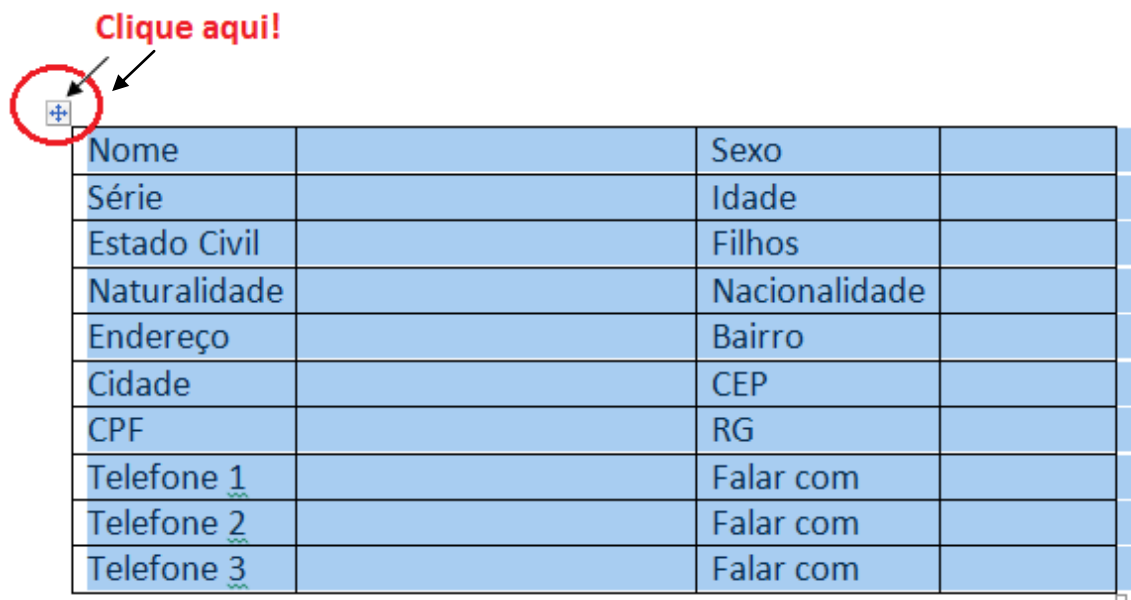 Clique aqui!
Nome Sexo
Série Idade
Estado Civil Filhos
Naturalidade Nacionalidade
Endereço Bairro
Cidade CEP
CPF RG
Telefone 1 Falar com
Telefone 2 Falar com
Telefone 3 Falar com